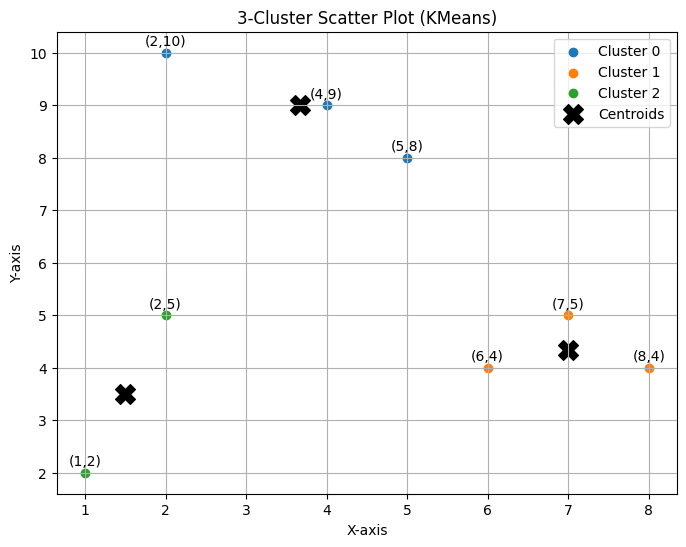 3-Cluster Scatter Plot (KMeans)
(2,10)
(4,9)
(5,8)
(2,5)
(7,5)
(6,4)
(8,4)
(1,2)
Cluster 0
Cluster 1
Cluster 2
Centroids
Y-axis
10
9
8
7
6
5
4
3
2
1 2 3 4 5 6 7 8
X-axis